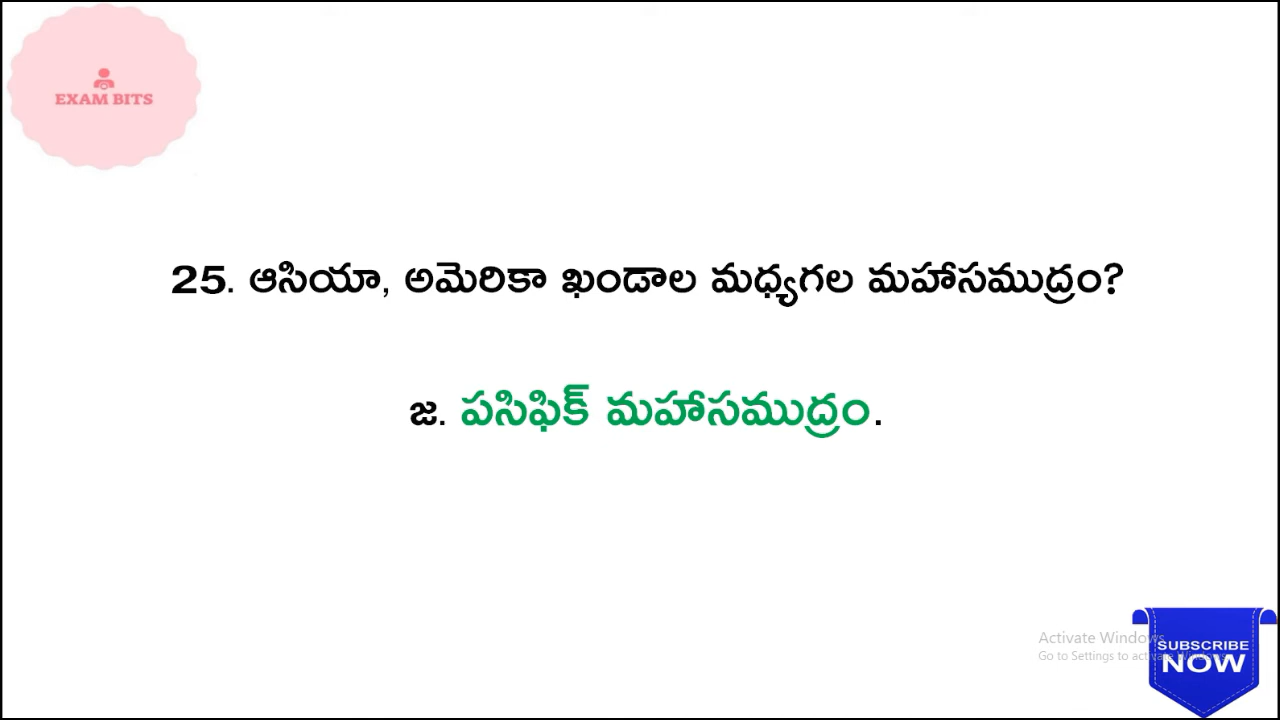 EXAM BITS
25. ఆసియా, అమెరికా ఖండాల మధ్యగల మహాసముద్రం?
జ. పసిఫిక్ మహాసముద్రం.
Activate Windows
Go to Settings to activate
SUBSCRIBE
NOW